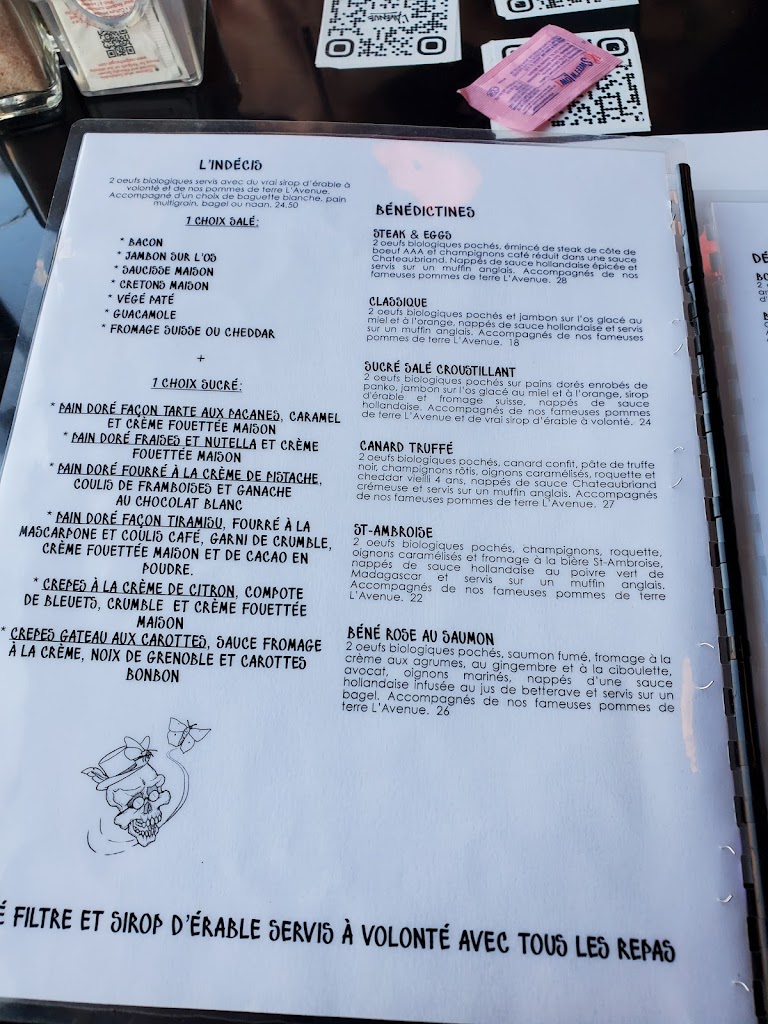 L'AVENUE
SWEET'N LOW
L'INDÉCIS
2 oeufs biologiques servis avec du vrai sirop d'érable à
volonté et de nos pommes de terre L'Avenue.
Accompagné d'un choix de baguette blanche, pain
multigrain, bagel ou naan. 24.50
1 CHOIX SALÉ:
* BACON
* JAMBON SUR L'OS
* SAUCISSE MAISON
* CRETONS MAISON
* VÉGÉ PATÉ
* GUACAMOLE
* FROMAGE SUISSE OU CHEDDAR
+
1 CHOIX SUCRÉ:
* PAIN DORÉ FAÇON TARTE AUX PACANES, CARAMEL
ET CRÈME FOUETTÉE MAISON
* PAIN DORÉ FRAISES ET NUTELLA ET CRÈME
FOUETTÉE MAISON
* PAIN DORÉ FOURRÉ À LA CRÈME DE PISTACHE,
COULIS DE FRAMBOISES ET GANACHE
AU CHOCOLAT BLANC
* PAIN DORÉ FAÇON TIRAMISU, FOURRÉ À LA
MASCARPONE ET COULIS CAFÉ, GARNI DE CRUMBLE,
CRÈME FOUETTÉE MAISON ET DE CACAO EN
POUDRE.
* CREPES À LA CRÈME DE CITRON, COMPOTE
DE BLEUETS, CRUMBLE ET CRÈME FOUETTÉE
MAISON
* CREPES GATEAU AUX CAROTTES, SAUCE FROMAGE
À LA CRÈME, NOIX DE GRENOBLE ET CAROTTES
BONBON
BÉNÉDICTINES
STEAK & EGGS
2 oeufs biologiques pochés, émincé de steak de côte de
boeuf AAA et champignons café réduit dans une sauce
Chateaubriand. Nappés de sauce hollandaise épicée et
servis sur un muffin anglais. Accompagnés de nos
fameuses pommes de terre L'Avenue. 28
CLASSIQUE
2 oeufs biologiques pochés et jambon sur l'os glacé au
miel et à l'orange, nappés de sauce hollandaise et servis
sur un muffin anglais. Accompagnés de nos fameuses
pommes de terre L'Avenue. 18
SUCRÉ SALÉ CROUSTILLANT
2 oeufs biologiques pochés sur pains dorés enrobés de
panko, jambon sur l'os glacé au miel et à l'orange, sirop
d'érable et fromage suisse, nappés de sauce
hollandaise. Accompagnés de nos fameuses pommes
de terre L'Avenue et de vrai sirop d'érable à volonté. 24
CANARD TRUFFÉ
2 oeufs biologiques pochés, canard confit, pâte de truffe
noir, champignons rôtis, oignons caramélisés, roquette et
cheddar vieilli 4 ans, nappés de sauce Chateaubriand
crémeuse et servis sur un muffin anglais. Accompagnés
de nos fameuses pommes de terre L'Avenue. 27
ST-AMBROISE
2 oeufs biologiques pochés, champignons, roquette,
oignons caramélisés et fromage à la bière St-Ambroise,
nappés de sauce hollandaise au poivre vert de
Madagascar et servis sur un muffin anglais.
Accompagnés de nos fameuses pommes de terre
L'Avenue. 22
BÉNÉ ROSE AU SAUMON
2 oeufs biologiques pochés, saumon fumé, fromage à la
crème aux agrumes, au gingembre et à la ciboulette,
avocat, oignons marinés, nappés d'une sauce
hollandaise infusée au jus de betterave et servis sur un
bagel. Accompagnés de nos fameuses pommes de
terre L'Avenue. 26
É FILTRE ET SIROP D'ÉRABLE SERVIS À VOLONTÉ AVEC TOUS LES REPAS
DÉ